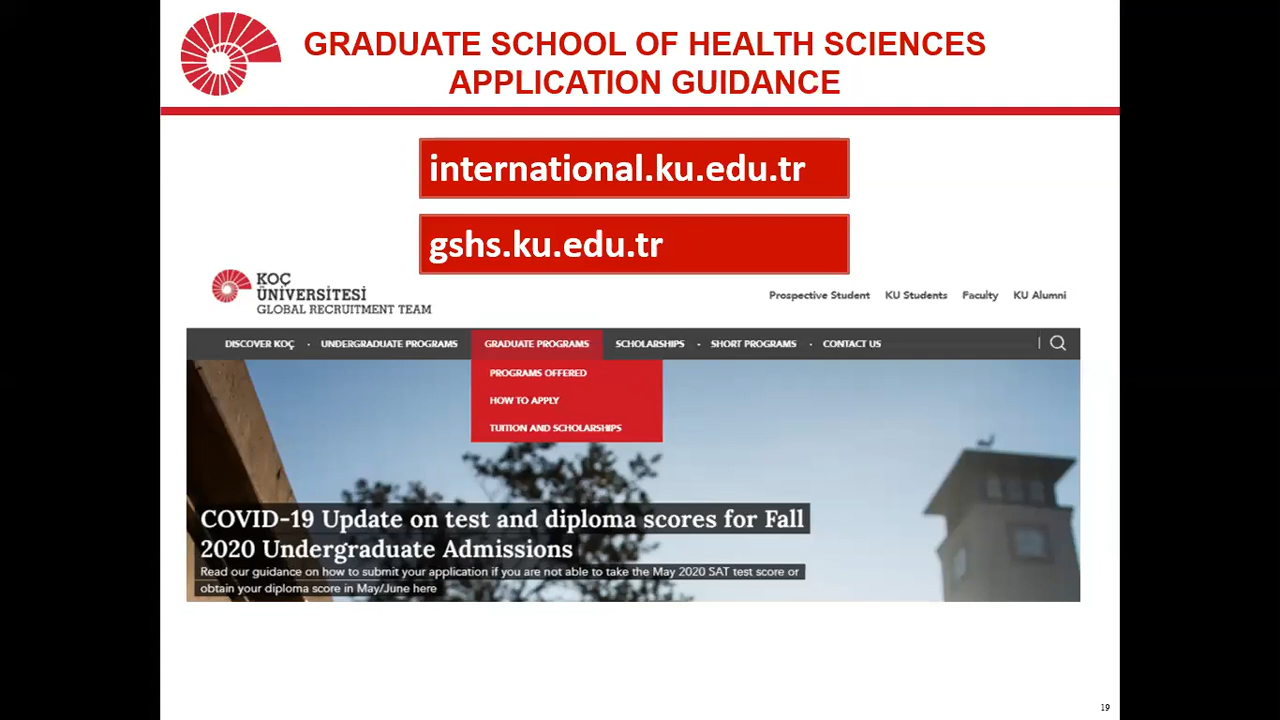 GRADUATE SCHOOL OF HEALTH SCIENCES
APPLICATION GUIDANCE
international.ku.edu.tr
gshs.ku.edu.tr
KOÇ
ÜNİVERSİTESİ
GLOBAL RECRUITMENT TEAM
Prospective Student KU Students Faculty KU Alumni
DISCOVER KOÇ · UNDERGRADUATE PROGRAMS GRADUATE PROGRAMS SCHOLARSHIPS · SHORT PROGRAMS · CONTACT US
PROGRAMS OFFERED
HOW TO APPLY
TUITION AND SCHOLARSHIPS
COVID-19 Update on test and diploma scores for Fall
2020 Undergraduate Admissions
Read our guidance on how to submit your application if you are not able to take the May 2020 SAT test score or
obtain your diploma score in May/June here
19